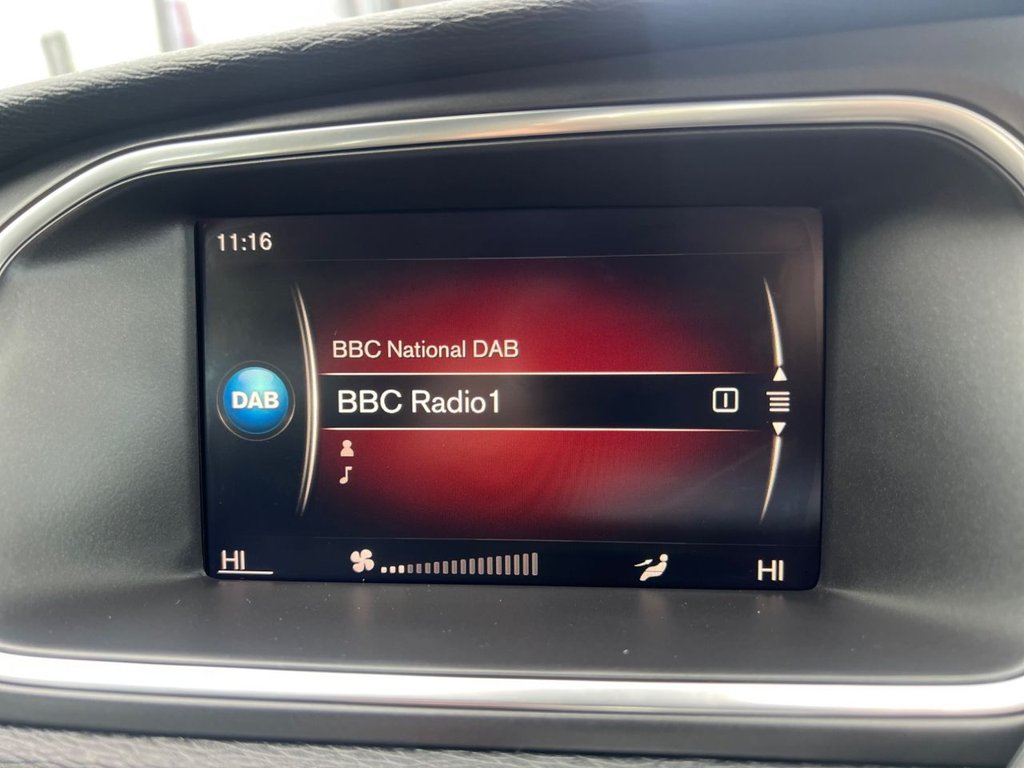 11:16
BBC National DAB
DAB
BBC Radio1
HI
HI